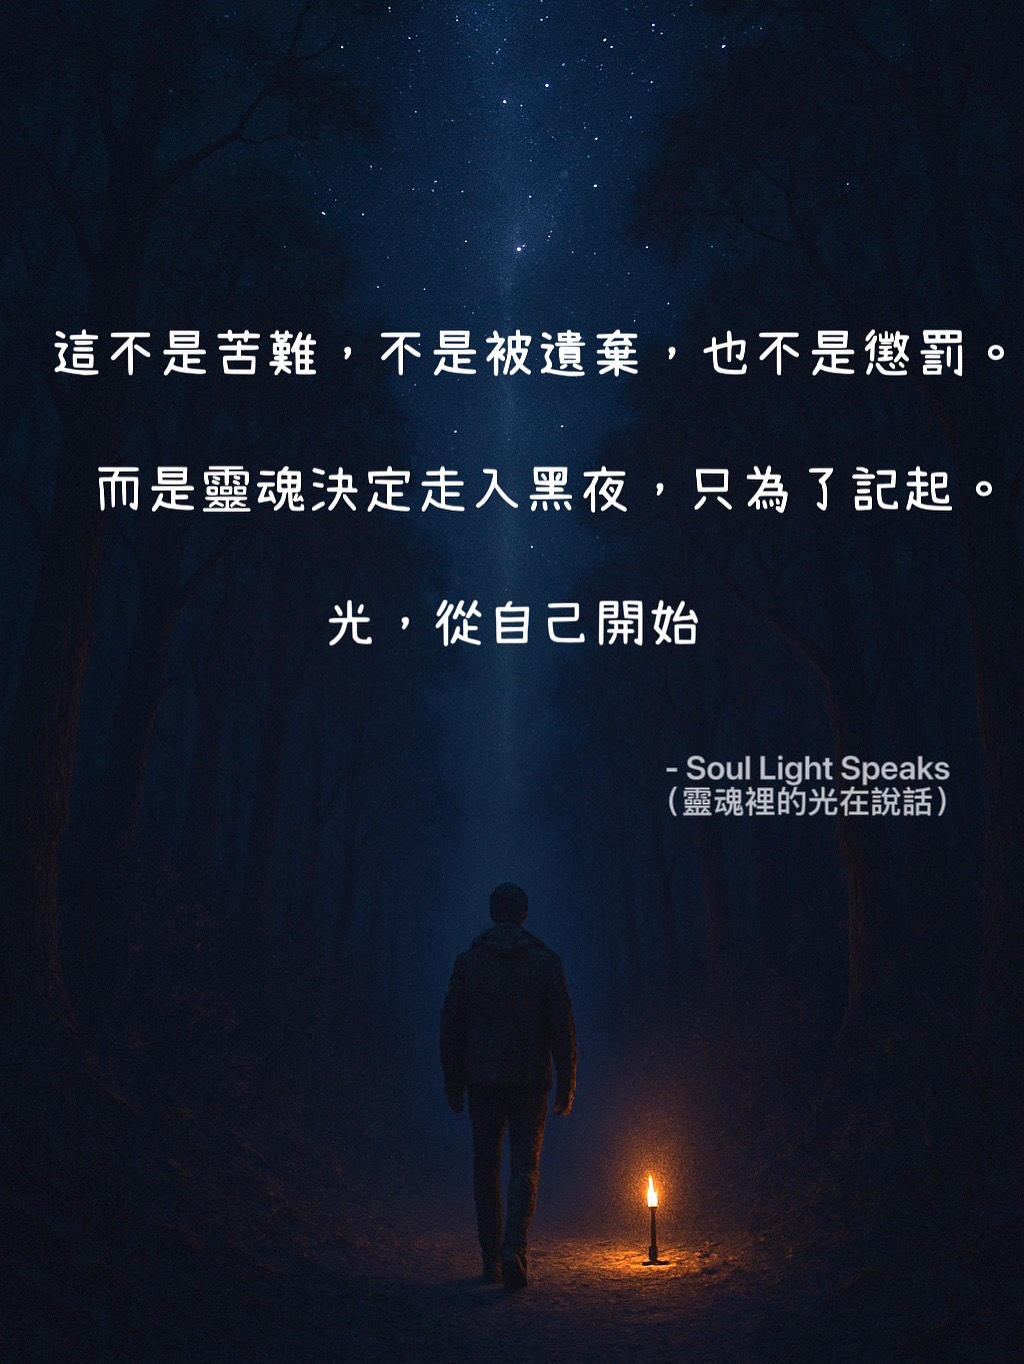 這不是苦難，不是被遺棄，也不是懲罰。
而是靈魂決定走入黑夜，只為了記起。
光，從自己開始
- Soul Light Speaks
（靈魂裡的光在說話）